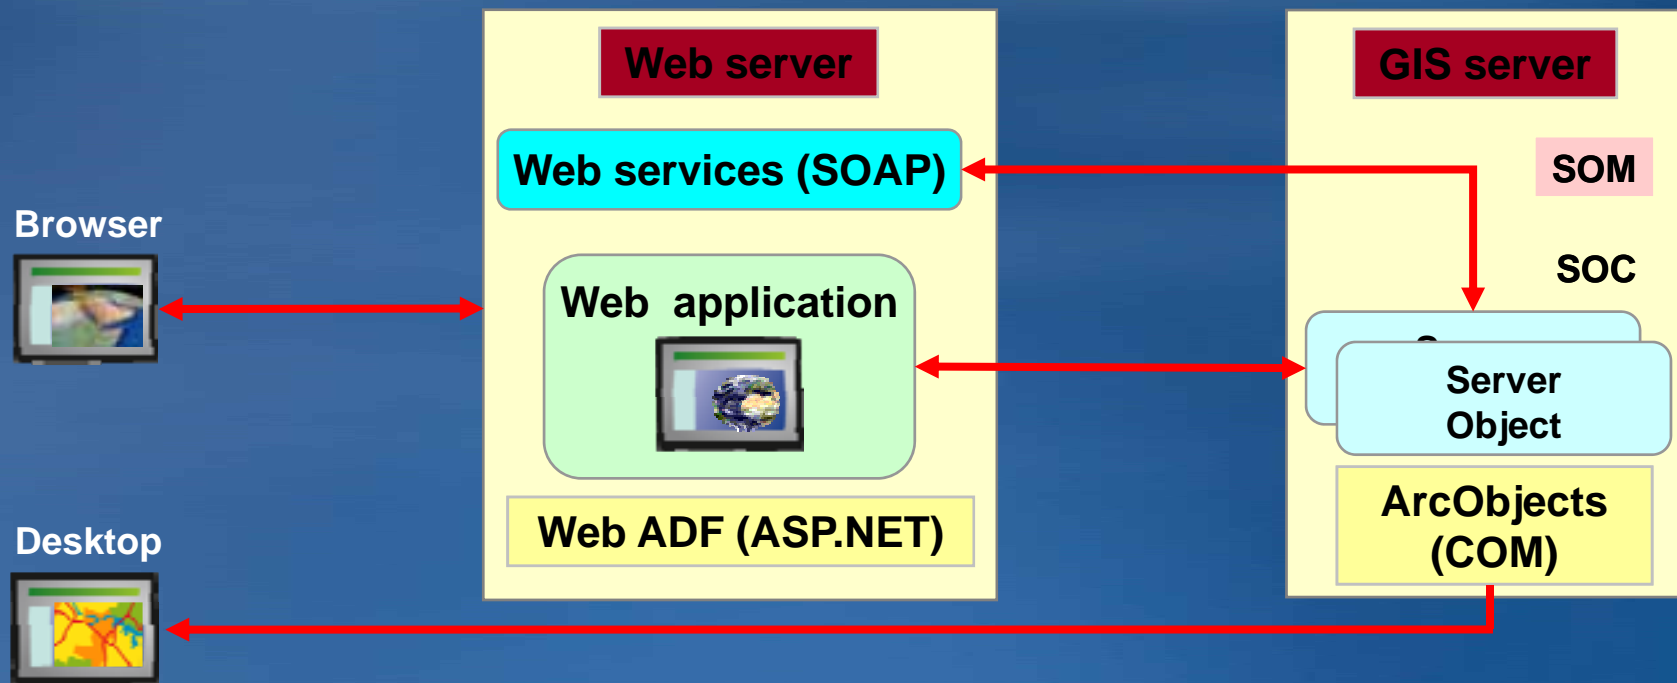 Web server
GIS server
Web services (SOAP)
SOM
Browser
SOC
Web application
Server
Object
ArcObjects
(COM)
Web ADF (ASP.NET)
Desktop